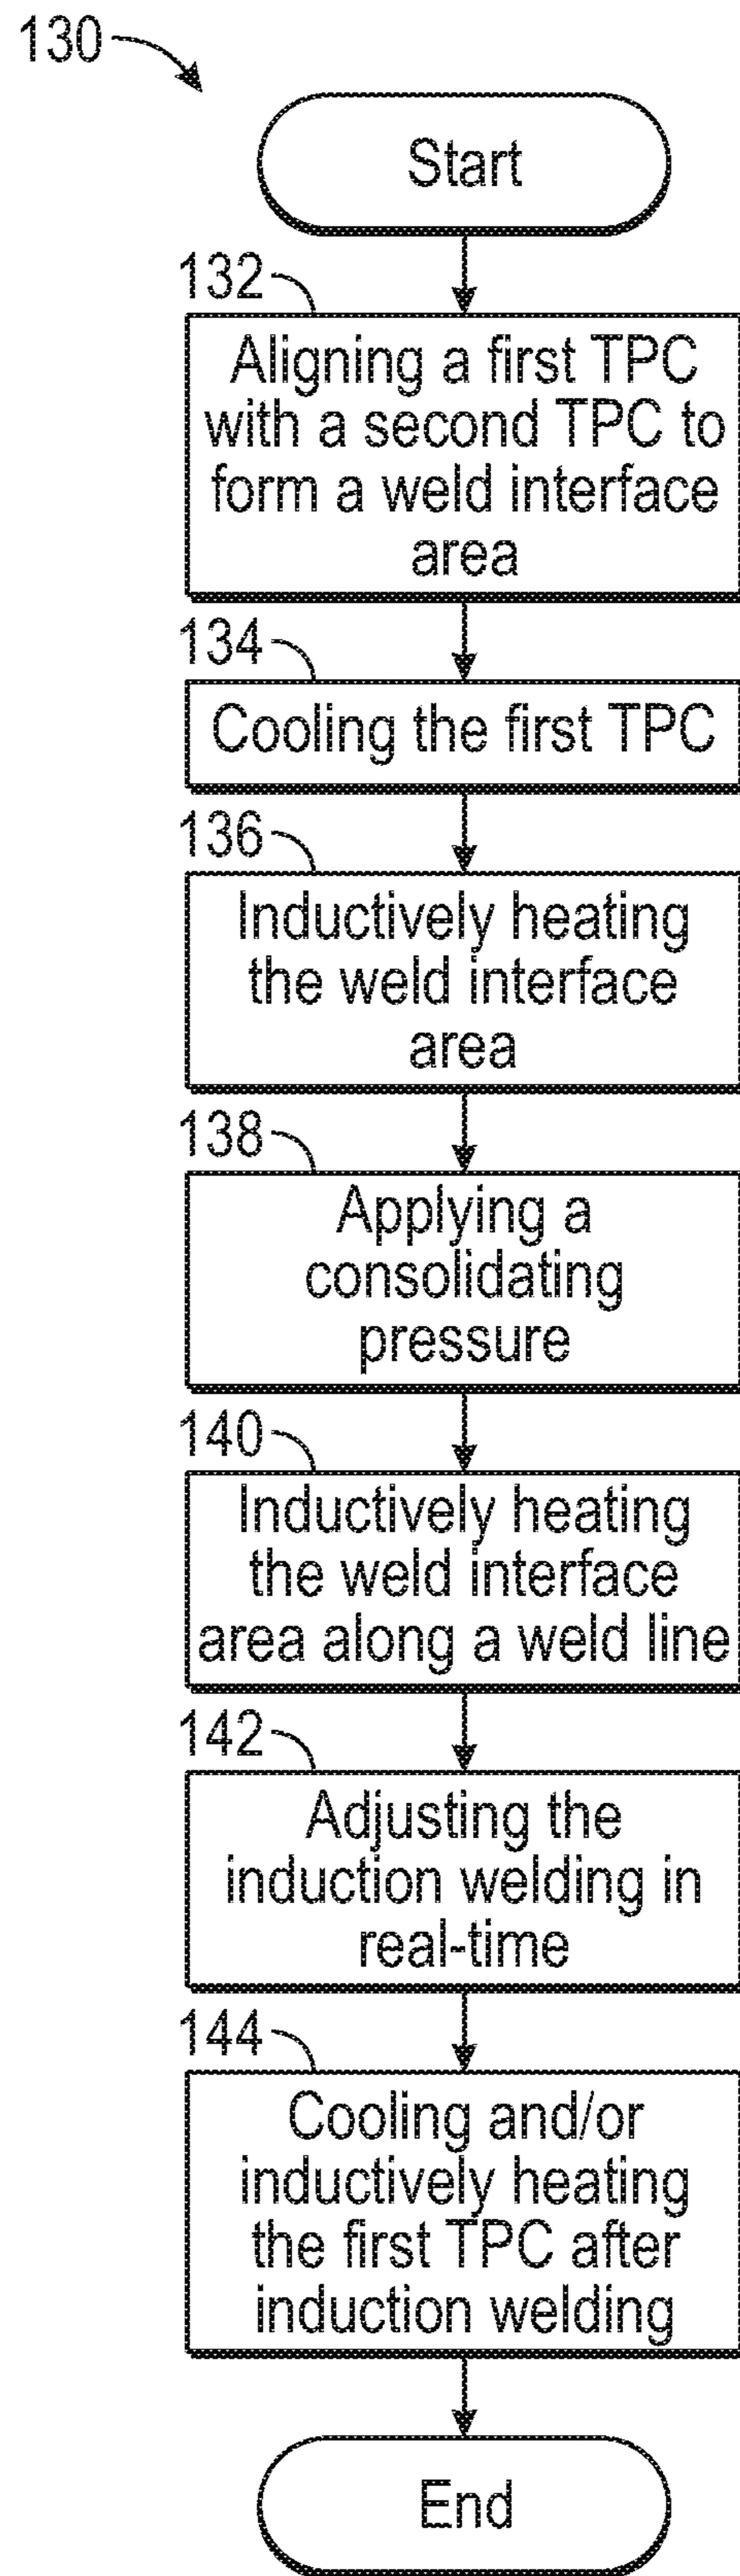 130
Start
132
Aligning a first TPC
with a second TPC to
form a weld interface
area
134
Cooling the first TPC
136
Inductively heating
the weld interface
area
138
Applying a
consolidating
pressure
140
Inductively heating
the weld interface
area along a weld line
142
Adjusting the
induction welding in
real-time
144
Cooling and/or
inductively heating
the first TPC after
induction welding
End